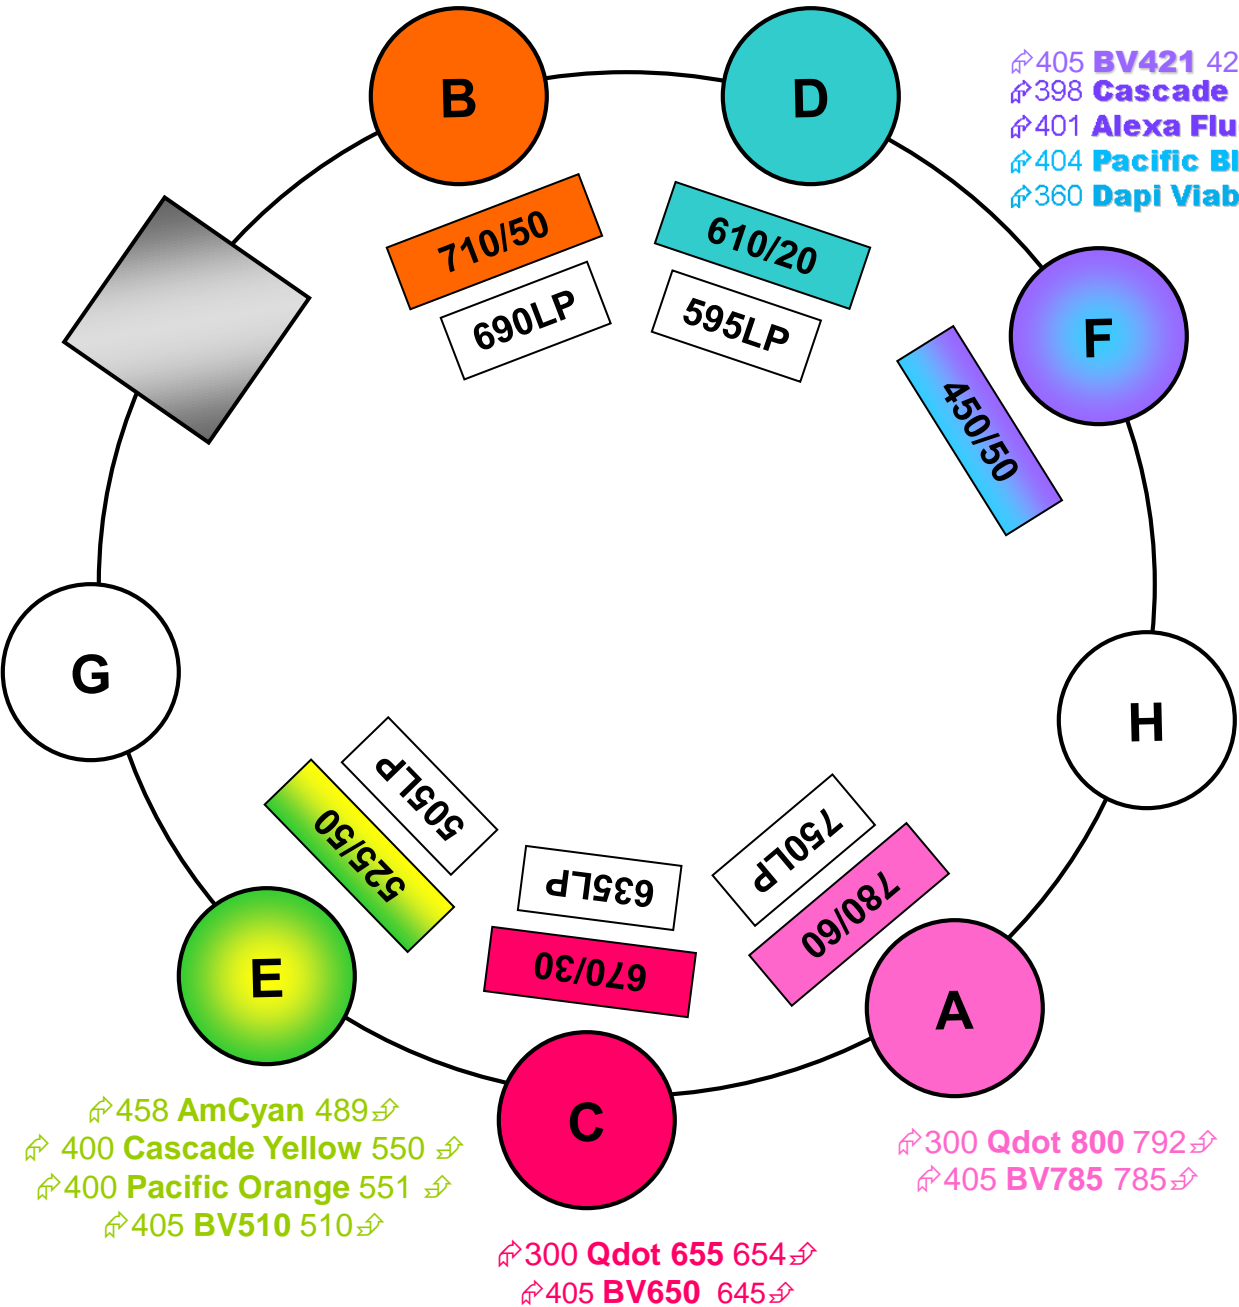 B
D
405 BV421 42
398 Cascade
401 Alexa Flu
404 Pacific Bl
360 Dapi Viab
710/50
690LP
610/20
595LP
F
450/50
G
H
505LP
525/50
635LP
670/30
750LP
780/60
E
C
A
458 AmCyan 489
400 Cascade Yellow 550
400 Pacific Orange 551
405 BV510 510
300 Qdot 800 792
405 BV785 785
300 Qdot 655 654
405 BV650 645